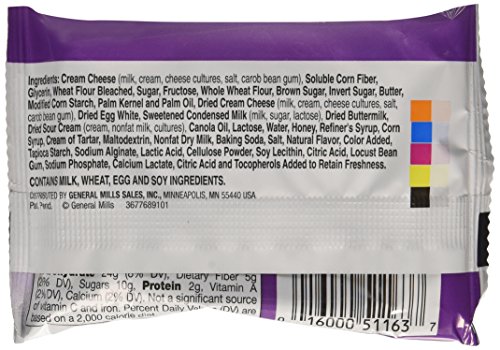 Ingredients: Cream Cheese (milk, cream, cheese cultures, salt, carob bean gum), Soluble Corn Fiber,
Glycerin, Wheat Flour Bleached, Sugar, Fructose, Whole Wheat Flour, Brown Sugar, Invert Sugar, Butter,
Modified Corn Starch, Palm Kernel and Palm Oil, Dried Cream Cheese (milk, cream, cheese cultures, salt,
carob bean gum), Dried Egg White, Sweetened Condensed Milk (milk, sugar, lactose), Dried Buttermilk,
Dried Sour Cream (cream, nonfat milk, cultures), Canola Oil, Lactose, Water, Honey, Refiner's Syrup, Corn
Syrup, Cream of Tartar, Maltodextrin, Nonfat Dry Milk, Baking Soda, Salt, Natural Flavor, Color Added,
Tapioca Starch, Sodium Alginate, Lactic Acid, Cellulose Powder, Soy Lecithin, Citric Acid, Locust Bean
Gum, Sodium Phosphate, Calcium Lactate, Citric Acid and Tocopherols Added to Retain Freshness.
CONTAINS MILK, WHEAT, EGG AND SOY INGREDIENTS.
DISTRIBUTED BY GENERAL MILLS SALES, INC., MINNEAPOLIS, MN 55440 USA
Pat. Pend. © General Mills 3677689101
24g (8% DV), Dietary Fiber 5g
DV), Sugars 10g, Protein 2g, Vitamin A
(2%DV), Calcium (2% DV). Not a significant source
of vitamin C and iron. Percent Daily Values (DV) are
based on a 2,000 calorie
16000 51163 7